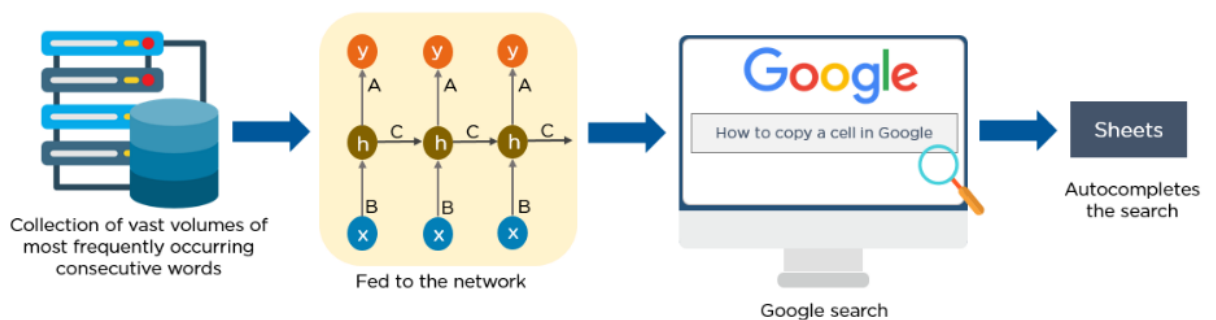 Collection of vast volumes of
most frequently occurring
consecutive words
y y y
A A A
C C C
h h h
B B B
x x x
Fed to the network
Google
How to copy a cell in Google
Google search
Sheets
Autocompletes
the search